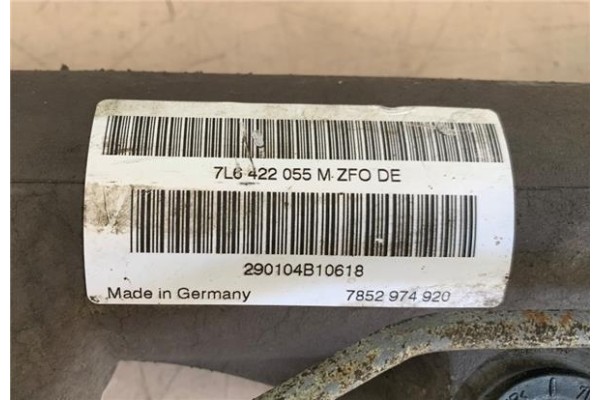 7L6 422 055 M ZFO DE
290104B10618
Made in Germany 7852 974 920